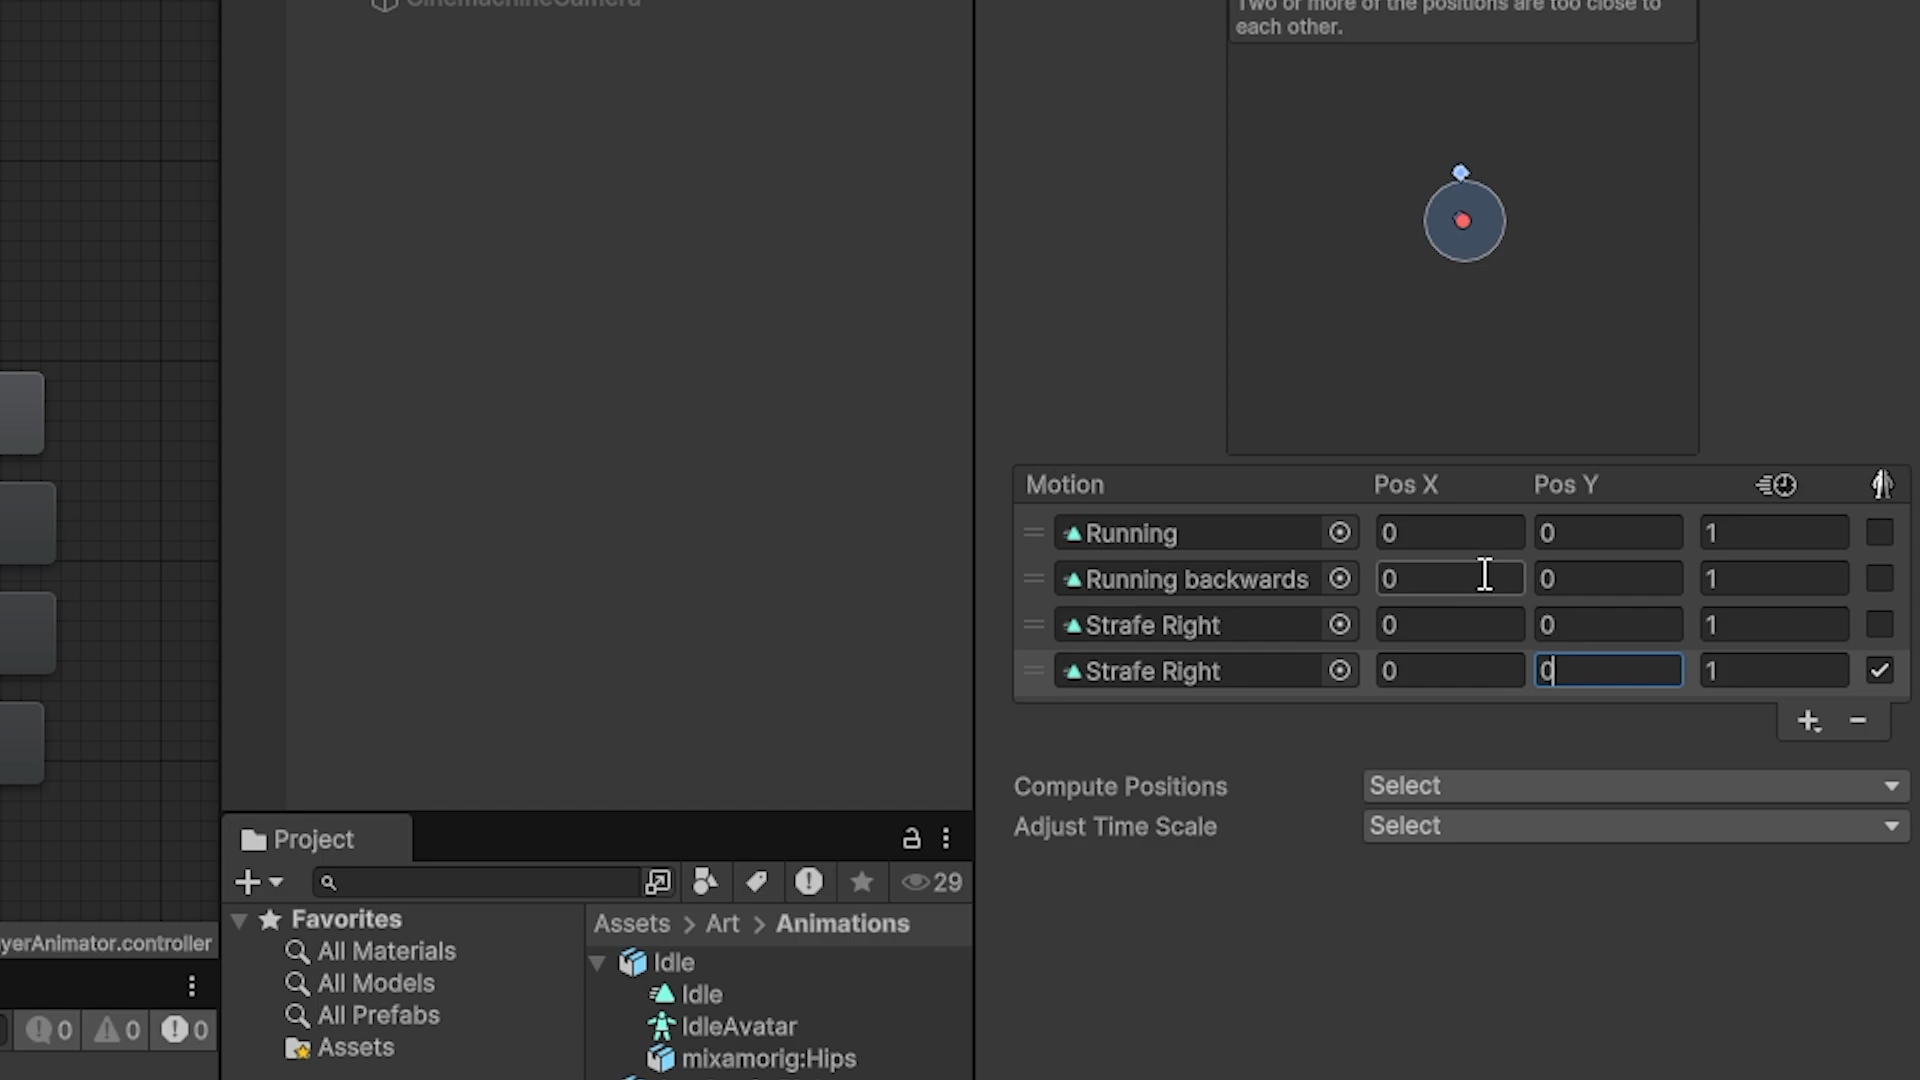 CinemachineCamera
Two or more of the positions are too close to
each other.
Motion Pos X Pos Y
Running 0 0 1
Running backwards 0 0 1
Strafe Right 0 0 1
Strafe Right 0 0 1
Compute Positions Select
Adjust Time Scale Select
Project
29
Favorites
All Materials
All Models
All Prefabs
Assets
Assets > Art > Animations
Idle
Idle
IdleAvatar
mixamorig:Hips
yerAnimator.controller
0 0 0